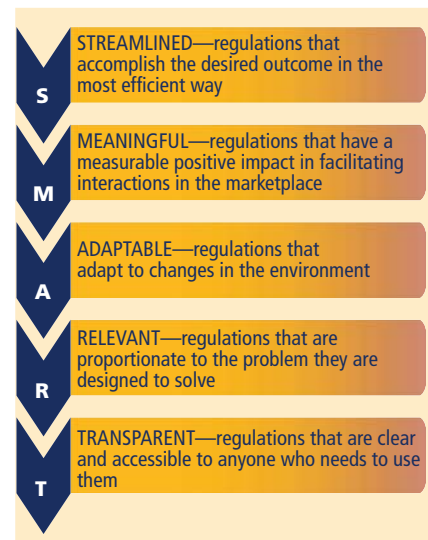 STREAMLINED—regulations that
accomplish the desired outcome in the
most efficient way
S
MEANINGFUL—regulations that have a
measurable positive impact in facilitating
interactions in the marketplace
M
ADAPTABLE—regulations that
adapt to changes in the environment
A
RELEVANT—regulations that are
proportionate to the problem they are
designed to solve
R
TRANSPARENT—regulations that are clear
and accessible to anyone who needs to use
them
T